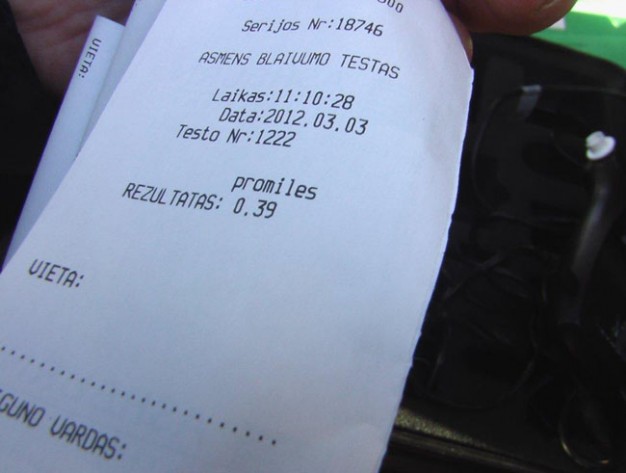 Serijos Nr:18746
ASMENS BLAIVUMO TESTAS
Laikas:11:10:28
Data:2012.03.03
Testo Nr:1222
promiles
REZULTATAS: 0.39
VIETA:
VARDAS:
VIETA: